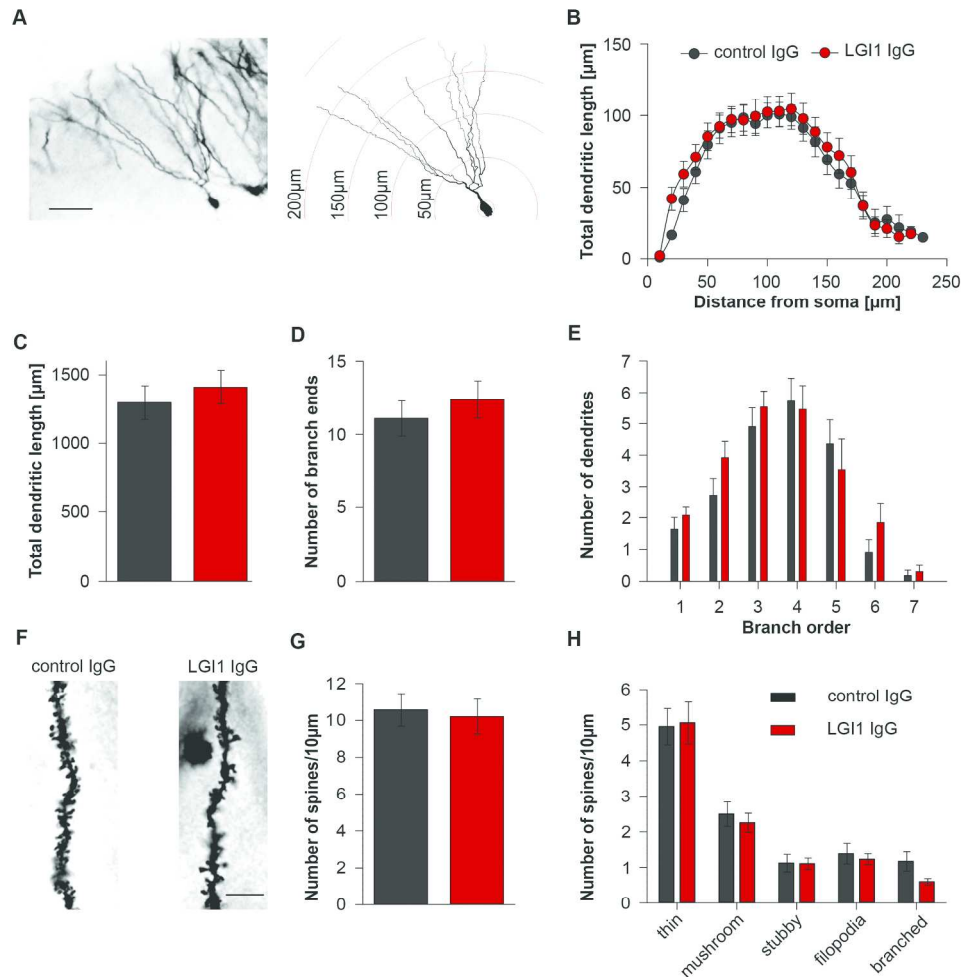 A
200µm
150µm
100µm
50µm
B
control IgG
LGI1 IgG
Total dendritic length [µm]
150
100
50
0
0 50 100 150 200 250
Distance from soma [µm]
C
Total dendritic length [µm]
1500
1000
500
0
D
Number of branch ends
15
12
9
6
3
0
E
Number of dendrites
7
6
5
4
3
2
1
0
1 2 3 4 5 6 7
Branch order
F
control IgG
LGI1 IgG
G
Number of spines/10µm
12
10
8
6
4
2
0
H
control IgG
LGI1 IgG
Number of spines/10µm
6
5
4
3
2
1
0
thin
mushroom
stubby
filopodia
branched